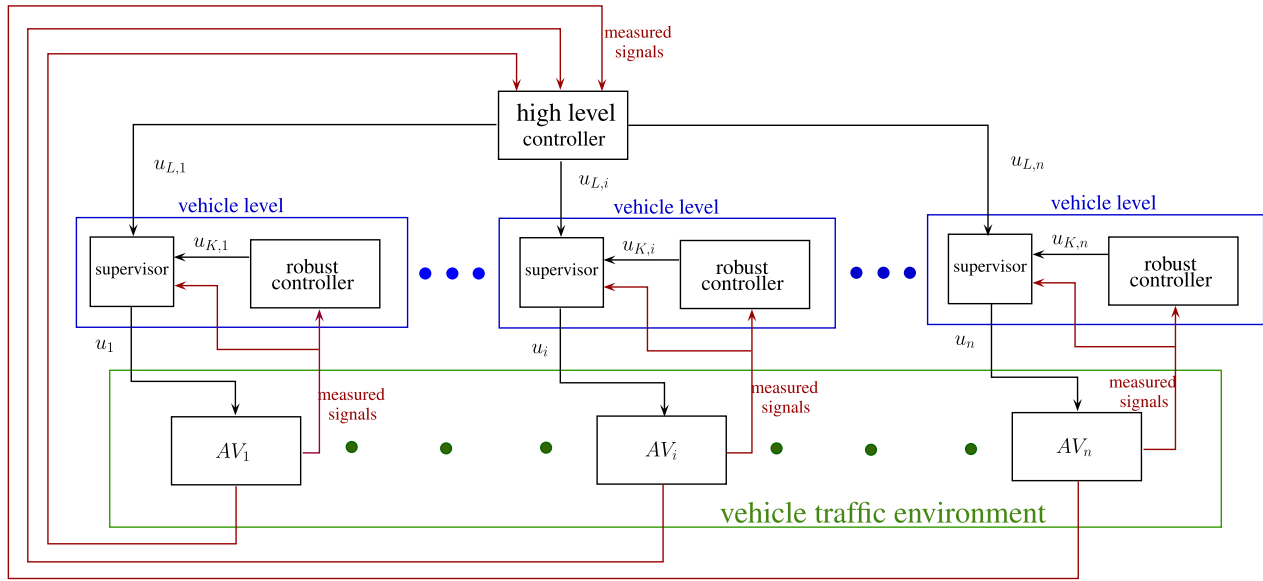 measured
signals
high level
controller
u_{L,1}
u_{L,i}
u_{L,n}
vehicle level
vehicle level
vehicle level
supervisor
u_{K,1}
robust
controller
supervisor
u_{K,i}
robust
controller
supervisor
u_{K,n}
robust
controller
u_1
u_i
u_n
measured
signals
measured
signals
measured
signals
AV_1
AV_i
AV_n
vehicle traffic environment